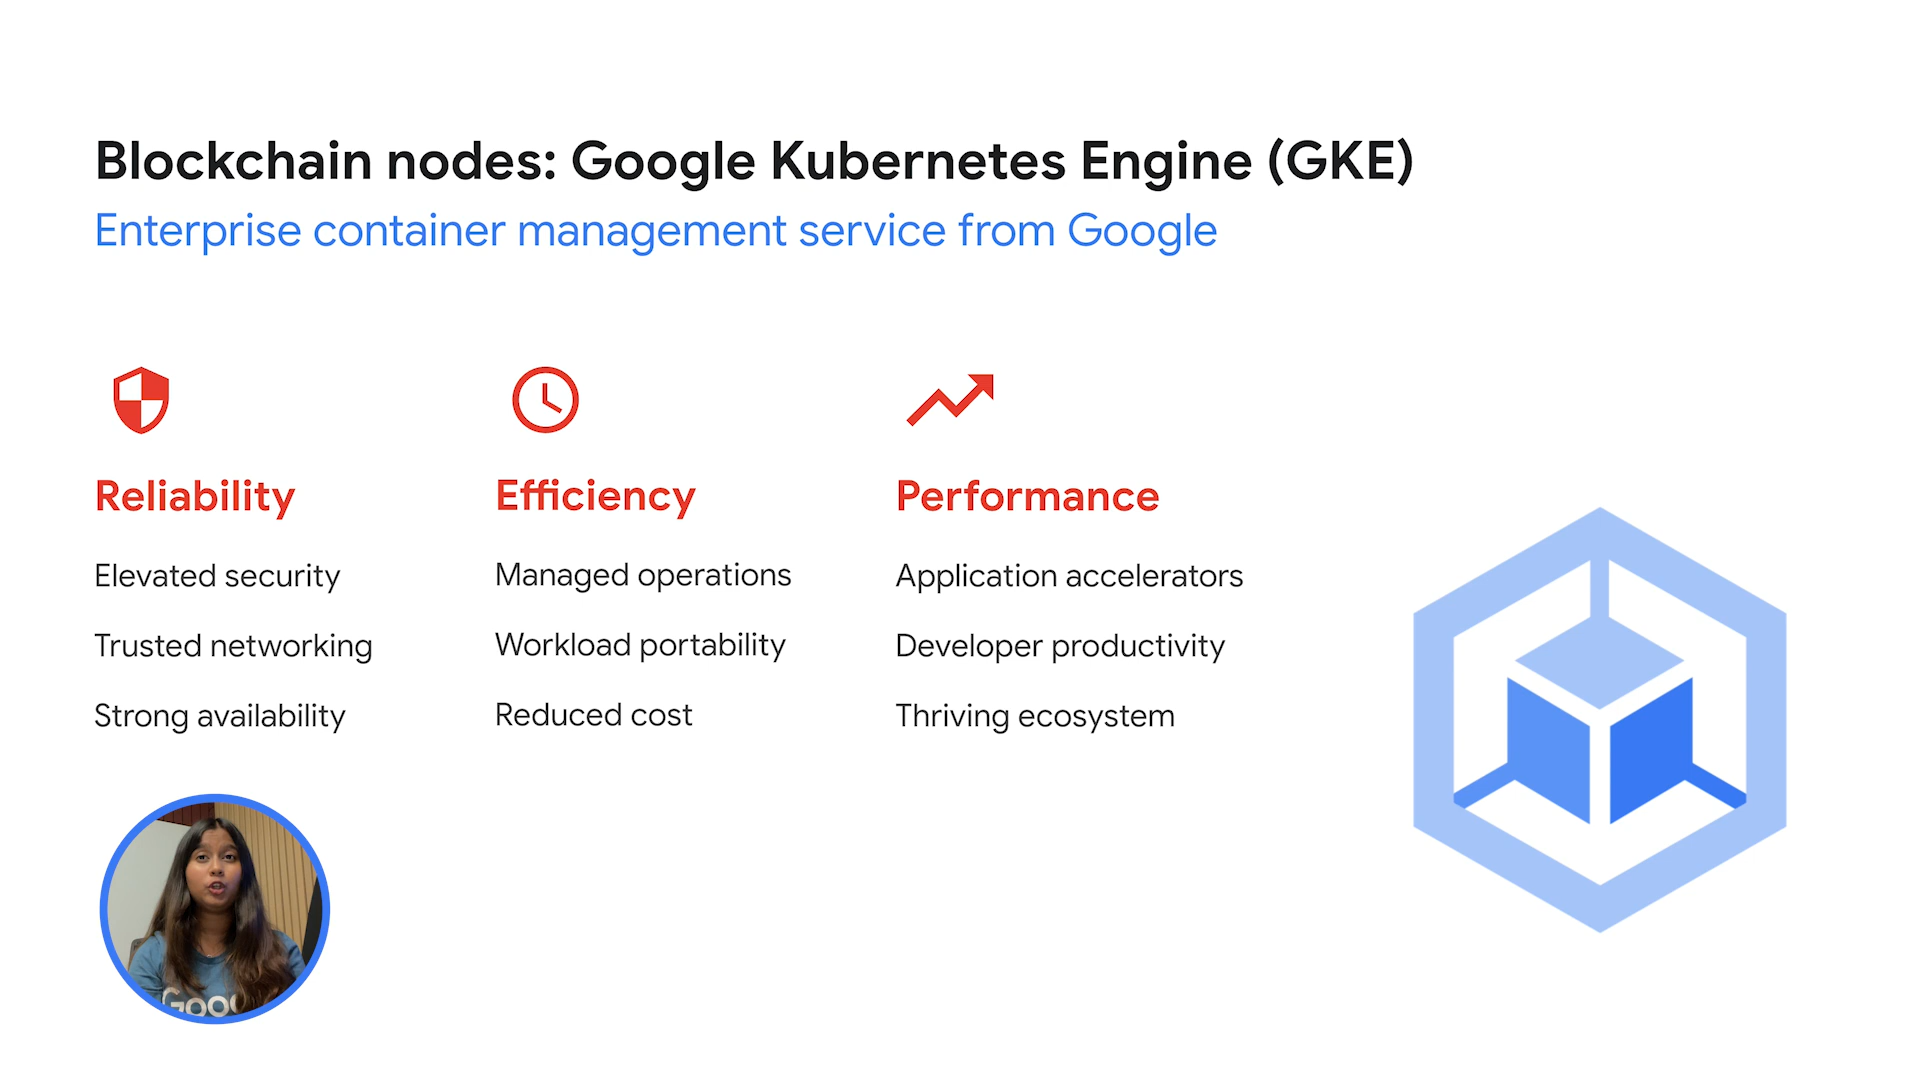 Blockchain nodes: Google Kubernetes Engine (GKE)
Enterprise container management service from Google
Reliability
Elevated security
Trusted networking
Strong availability
Efficiency
Managed operations
Workload portability
Reduced cost
Performance
Application accelerators
Developer productivity
Thriving ecosystem
Goo